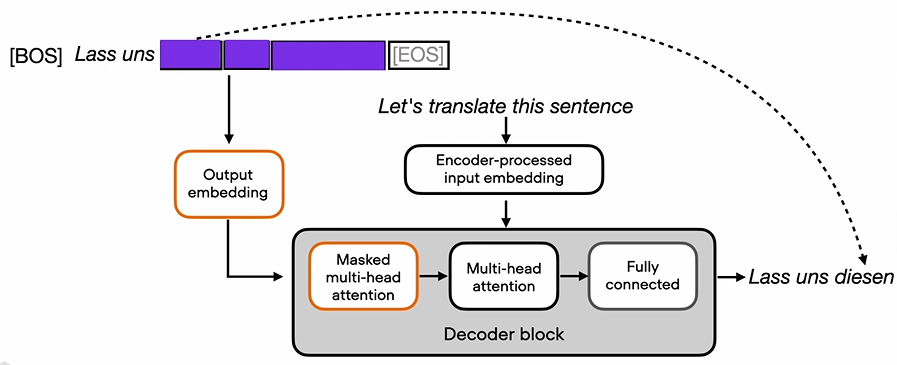 [BOS] Lass uns [EOS]
Let's translate this sentence
Encoder-processed
input embedding
Output
embedding
Masked
multi-head
attention
Multi-head
attention
Fully
connected
Lass uns diesen
Decoder block